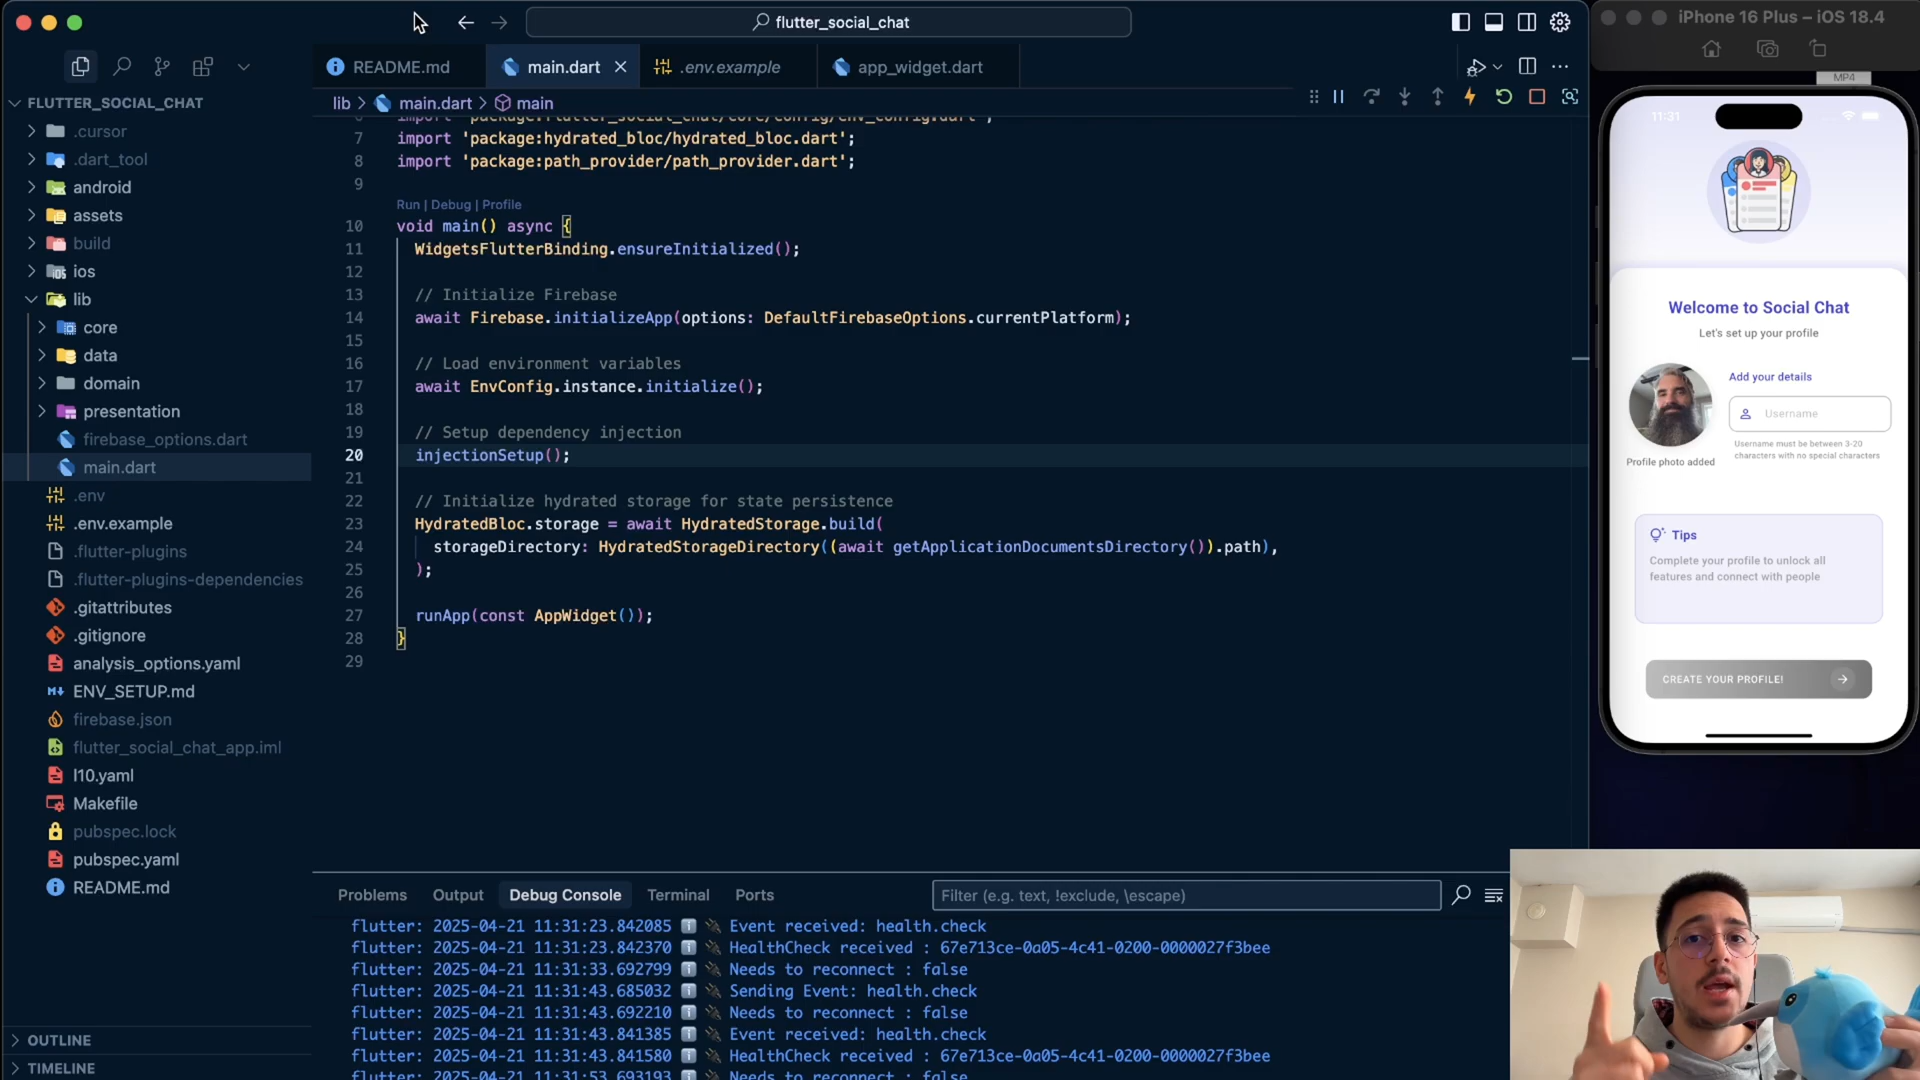 flutter_social_chat
iPhone 16 Plus – iOS 18.4
MP4
README.md
main.dart
.env.example
app_widget.dart
lib > main.dart > main
FLUTTER_SOCIAL_CHAT
.cursor
.dart_tool
android
assets
build
ios
lib
core
data
domain
presentation
firebase_options.dart
main.dart
.env
.env.example
.flutter-plugins
.flutter-plugins-dependencies
.gitattributes
.gitignore
analysis_options.yaml
ENV_SETUP.md
firebase.json
flutter_social_chat_app.iml
l10.yaml
Makefile
pubspec.lock
pubspec.yaml
README.md
OUTLINE
TIMELINE
7 import 'package:hydrated_bloc/hydrated_bloc.dart';
8 import 'package:path_provider/path_provider.dart';
9
Run | Debug | Profile
10 void main() async {
11 WidgetsFlutterBinding.ensureInitialized();
12
13 // Initialize Firebase
14 await Firebase.initializeApp(options: DefaultFirebaseOptions.currentPlatform);
15
16 // Load environment variables
17 await EnvConfig.instance.initialize();
18
19 // Setup dependency injection
20 injectionSetup();
21
22 // Initialize hydrated storage for state persistence
23 HydratedBloc.storage = await HydratedStorage.build(
24 storageDirectory: HydratedStorageDirectory((await getApplicationDocumentsDirectory()).path),
25 );
26
27 runApp(const AppWidget());
28 }
29
Problems
Output
Debug Console
Terminal
Ports
Filter (e.g. text, !exclude, \escape)
flutter: 2025-04-21 11:31:23.842085 Event received: health.check
flutter: 2025-04-21 11:31:23.842370 HealthCheck received : 67e713ce-0a05-4c41-0200-0000027f3bee
flutter: 2025-04-21 11:31:33.692799 Needs to reconnect : false
flutter: 2025-04-21 11:31:43.685032 Sending Event: health.check
flutter: 2025-04-21 11:31:43.692210 Needs to reconnect : false
flutter: 2025-04-21 11:31:43.841385 Event received: health.check
flutter: 2025-04-21 11:31:43.841580 HealthCheck received : 67e713ce-0a05-4c41-0200-0000027f3bee
flutter: 2025-04-21 11:31:53.693193 Needs to reconnect : false
11:31
Welcome to Social Chat
Let's set up your profile
Add your details
Username
Username must be between 3-20
characters with no special characters
Profile photo added
Tips
Complete your profile to unlock all
features and connect with people
CREATE YOUR PROFILE!